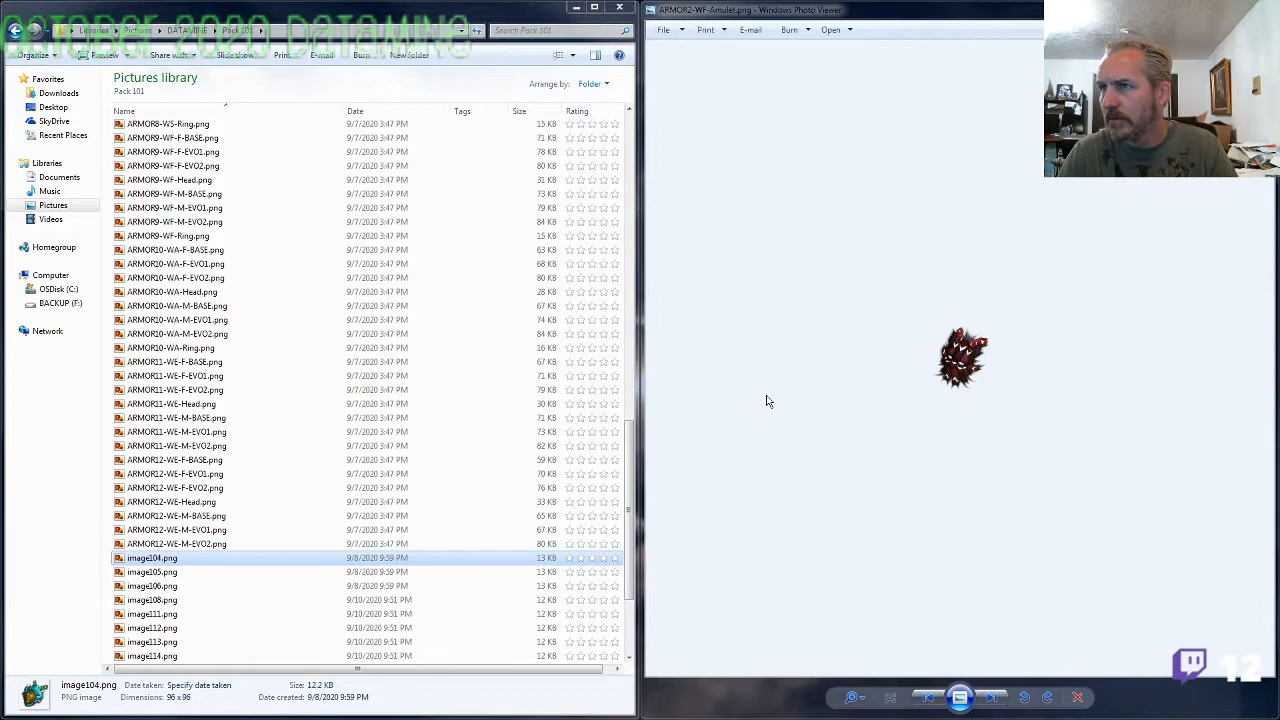 ARMOR2-WF-Amulet.png - Windows Photo Viewer
Libraries Pictures DATAMINE Pack 101
Search Pack 101
Organize Preview Share with Slide show Print E-mail Burn New folder
File Print E-mail Burn Open
Pictures library
Pack 101
Arrange by: Folder
Name Date Tags Size Rating
Favorites
Downloads
Desktop
SkyDrive
Recent Places
Libraries
Documents
Music
Pictures
Videos
Homegroup
Computer
OSDisk (C:)
BACKUP (F:)
Network
ARMOR8-WS-Ring.png 9/7/2020 3:47 PM 15 KB
ARMOR9-WF-F-BASE.png 9/7/2020 3:47 PM 71 KB
ARMOR9-WF-F-EVO1.png 9/7/2020 3:47 PM 78 KB
ARMOR9-WF-F-EVO2.png 9/7/2020 3:47 PM 80 KB
ARMOR9-WF-Head.png 9/7/2020 3:47 PM 31 KB
ARMOR9-WF-M-BASE.png 9/7/2020 3:47 PM 73 KB
ARMOR9-WF-M-EVO1.png 9/7/2020 3:47 PM 79 KB
ARMOR9-WF-M-EVO2.png 9/7/2020 3:47 PM 84 KB
ARMOR9-WF-Ring.png 9/7/2020 3:47 PM 15 KB
ARMOR10-WA-F-BASE.png 9/7/2020 3:47 PM 63 KB
ARMOR10-WA-F-EVO1.png 9/7/2020 3:47 PM 68 KB
ARMOR10-WA-F-EVO2.png 9/7/2020 3:47 PM 80 KB
ARMOR10-WA-Head.png 9/7/2020 3:47 PM 28 KB
ARMOR10-WA-M-BASE.png 9/7/2020 3:47 PM 67 KB
ARMOR10-WA-M-EVO1.png 9/7/2020 3:47 PM 74 KB
ARMOR10-WA-M-EVO2.png 9/7/2020 3:47 PM 84 KB
ARMOR10-WA-Ring.png 9/7/2020 3:47 PM 16 KB
ARMOR11-WE-F-BASE.png 9/7/2020 3:47 PM 67 KB
ARMOR11-WE-F-EVO1.png 9/7/2020 3:47 PM 71 KB
ARMOR11-WE-F-EVO2.png 9/7/2020 3:47 PM 79 KB
ARMOR11-WE-Head.png 9/7/2020 3:47 PM 30 KB
ARMOR11-WE-M-BASE.png 9/7/2020 3:47 PM 71 KB
ARMOR11-WE-M-EVO1.png 9/7/2020 3:47 PM 73 KB
ARMOR11-WE-M-EVO2.png 9/7/2020 3:47 PM 82 KB
ARMOR12-WE-F-BASE.png 9/7/2020 3:47 PM 59 KB
ARMOR12-WE-F-EVO1.png 9/7/2020 3:47 PM 70 KB
ARMOR12-WE-F-EVO2.png 9/7/2020 3:47 PM 76 KB
ARMOR12-WE-Head.png 9/7/2020 3:47 PM 33 KB
ARMOR12-WE-M-BASE.png 9/7/2020 3:47 PM 65 KB
ARMOR12-WE-M-EVO1.png 9/7/2020 3:47 PM 67 KB
ARMOR12-WE-M-EVO2.png 9/7/2020 3:47 PM 80 KB
image104.png 9/8/2020 9:59 PM 13 KB
image105.png 9/8/2020 9:59 PM 13 KB
9/8/2020 9:59 PM 13 KB
image108.png 9/10/2020 9:51 PM 12 KB
image111.png 9/10/2020 9:51 PM 12 KB
image112.png 9/10/2020 9:51 PM 12 KB
image113.png 9/10/2020 9:51 PM 12 KB
image114.png 9/10/2020 9:51 PM 12 KB
image104.png Date taken: Specify date taken Size: 12.2 KB
PNG image Dimensions: 96 x 96 Date created: 9/8/2020 9:59 PM
12